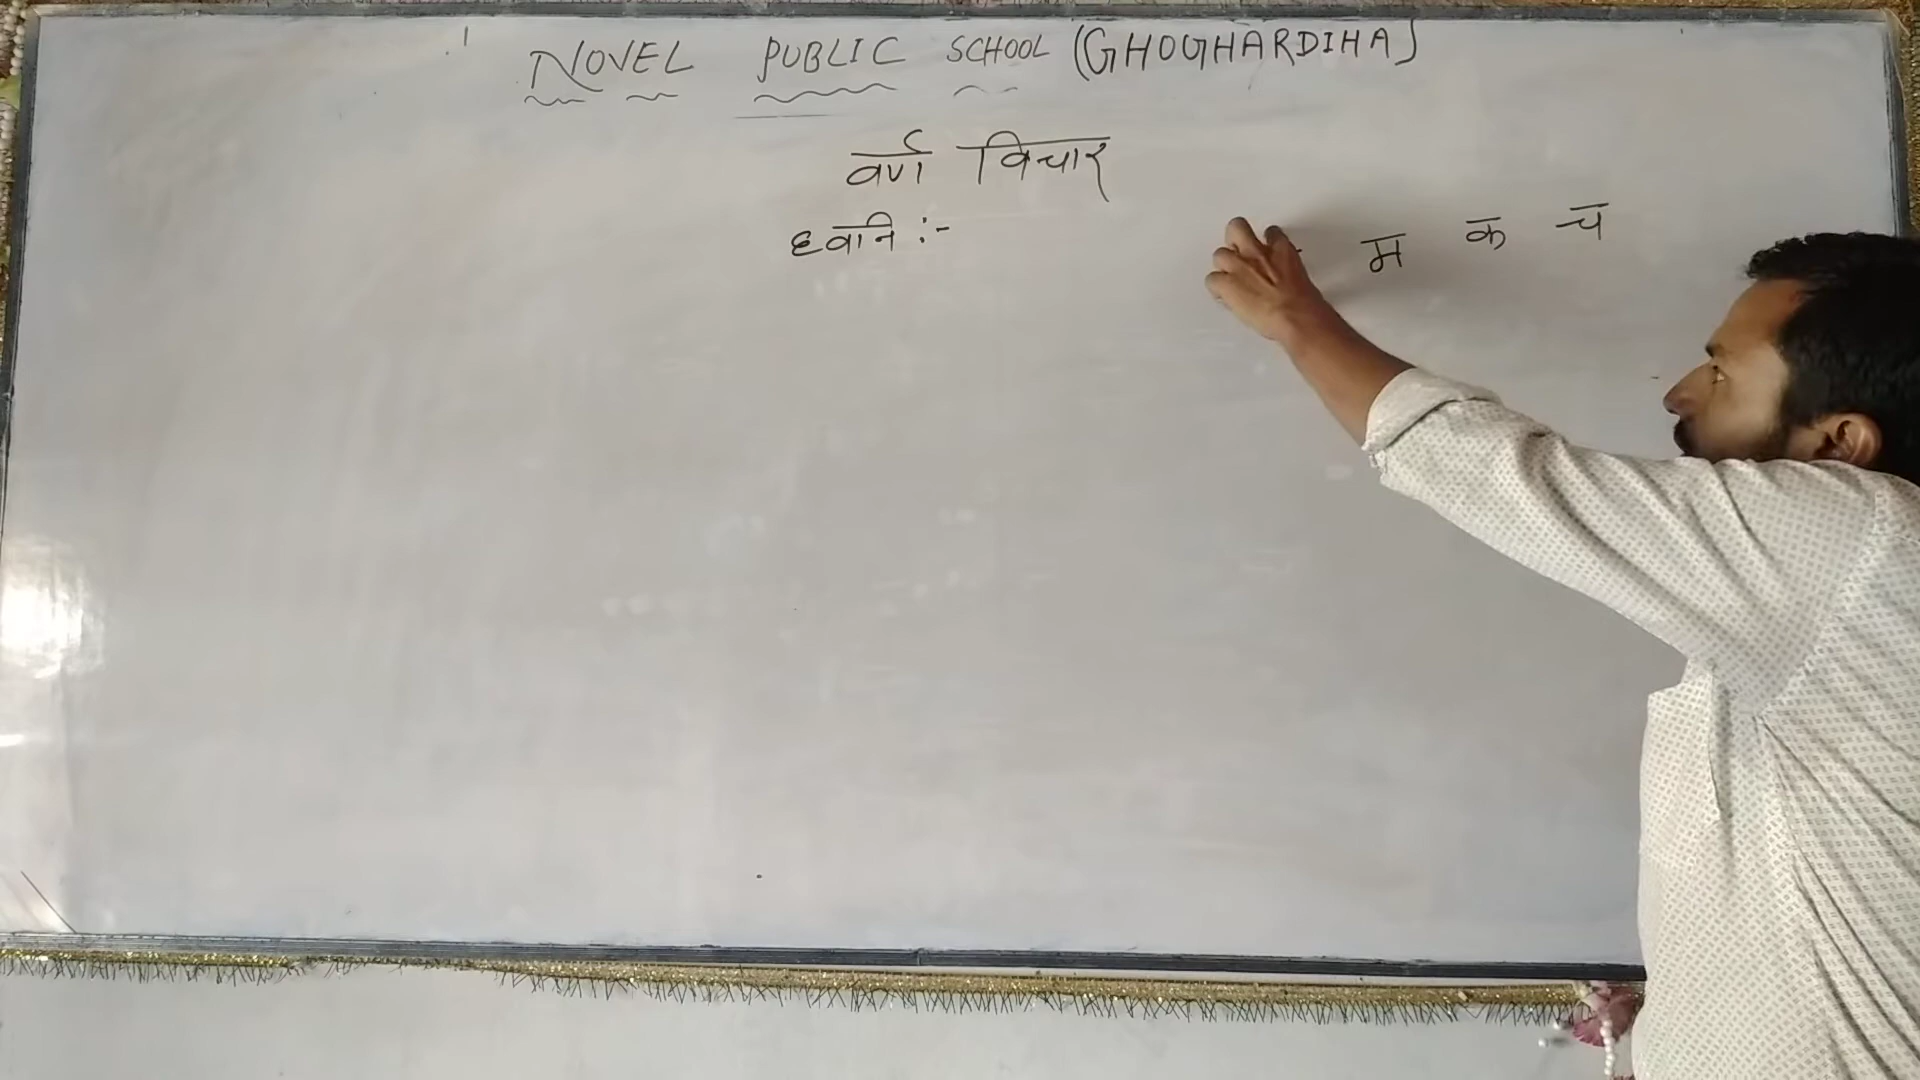 NOVEL PUBLIC SCHOOL (GHOGHARDIHA)
वर्ण विचार
ध्वनि :-
म क च